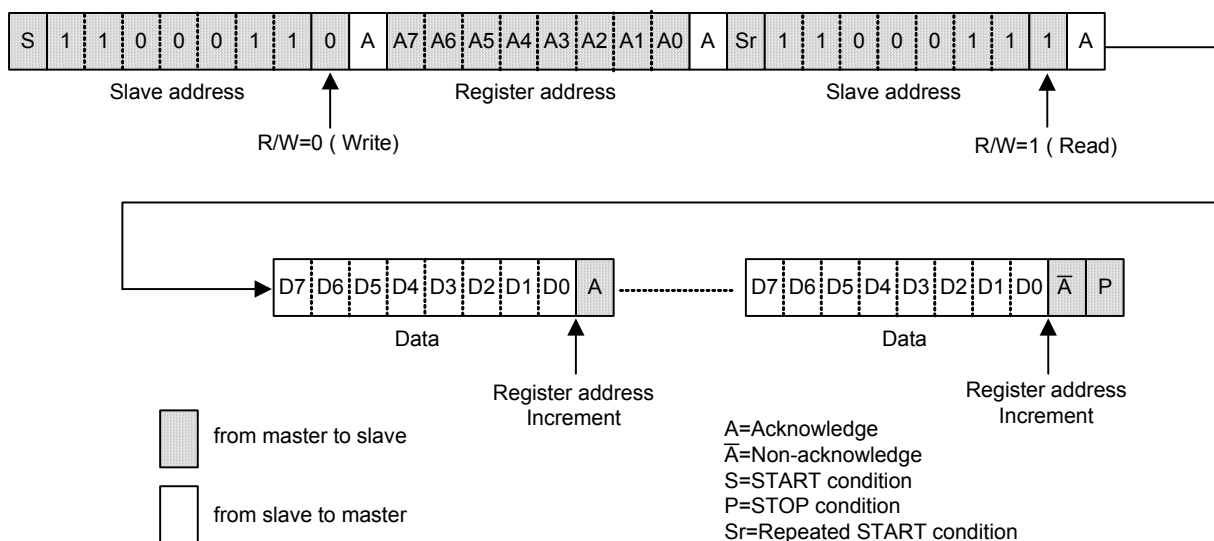 S 1 1 0 0 0 1 1 0 A A7 A6 A5 A4 A3 A2 A1 A0 A Sr 1 1 0 0 0 1 1 1 A
Slave address Register address Slave address
R/W=0 ( Write) R/W=1 ( Read)
D7 D6 D5 D4 D3 D2 D1 D0 A D7 D6 D5 D4 D3 D2 D1 D0 A̅ P
Data Data
Register address Register address
Increment Increment
from master to slave
from slave to master
A=Acknowledge
A̅=Non-acknowledge
S=START condition
P=STOP condition
Sr=Repeated START condition